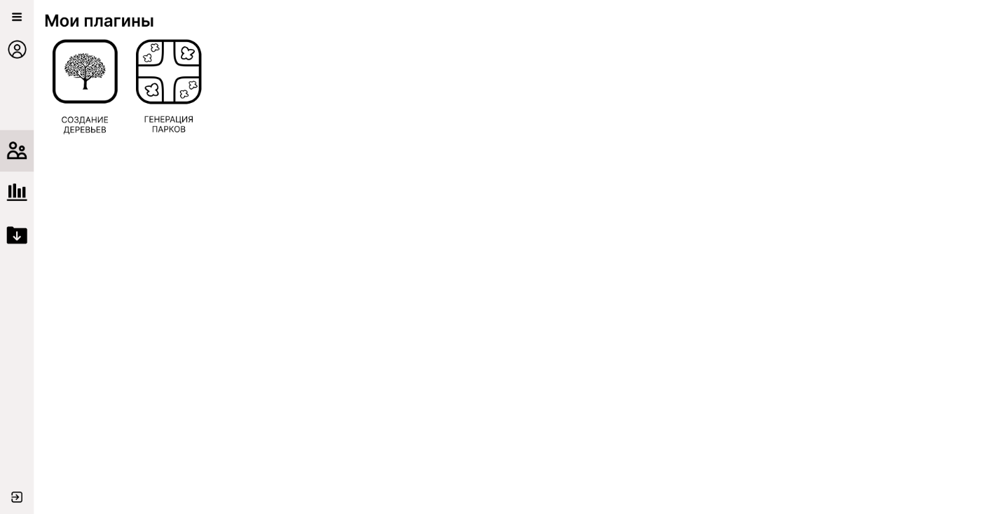 Мои плагины
СОЗДАНИЕ
ДЕРЕВЬЕВ
ГЕНЕРАЦИЯ
ПАРКОВ